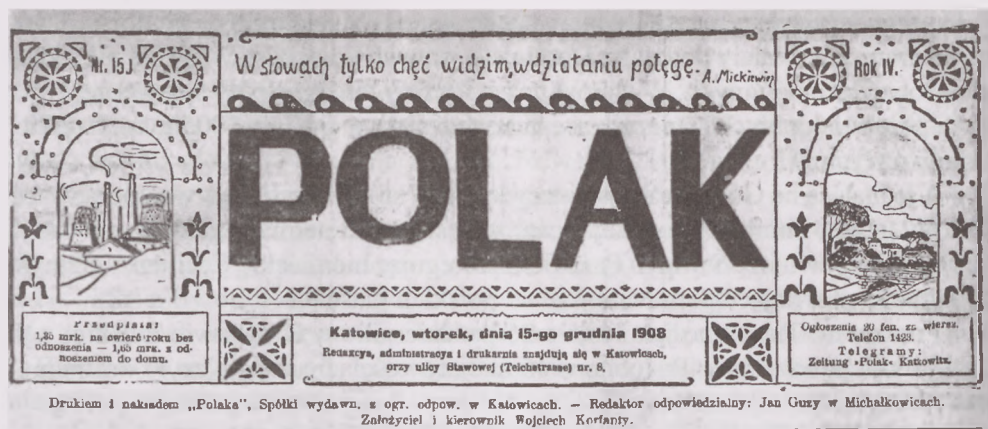 Nr. 151
W słowach tylko chęć widzim, w działaniu potęgę.
A. Mickiewicz
Rok IV.
POLAK
Przedpłata:
1,35 mrk. na ćwierć roku bez
odnoszenia — 1,65 mrk. z od-
noszeniem do domu.
Katowice, wtorek, dnia 15-go grudnia 1908
Redakcya, administracya i drukarnia znajdują się w Katowicach,
przy ulicy Stawowej (Teichstrasse) nr. 8.
Ogłoszenia 20 fen. za wiersz.
Telefon 1423.
Telegramy:
Zeitung »Polak« Kattowitz.
Drukiem i nakładem „Polaka", Spółki wydawn. z ogr. odpow. w Katowicach. — Redaktor odpowiedzialny: Jan Guzy w Michałkowicach.
Założyciel i kierownik Wojciech Korfanty.